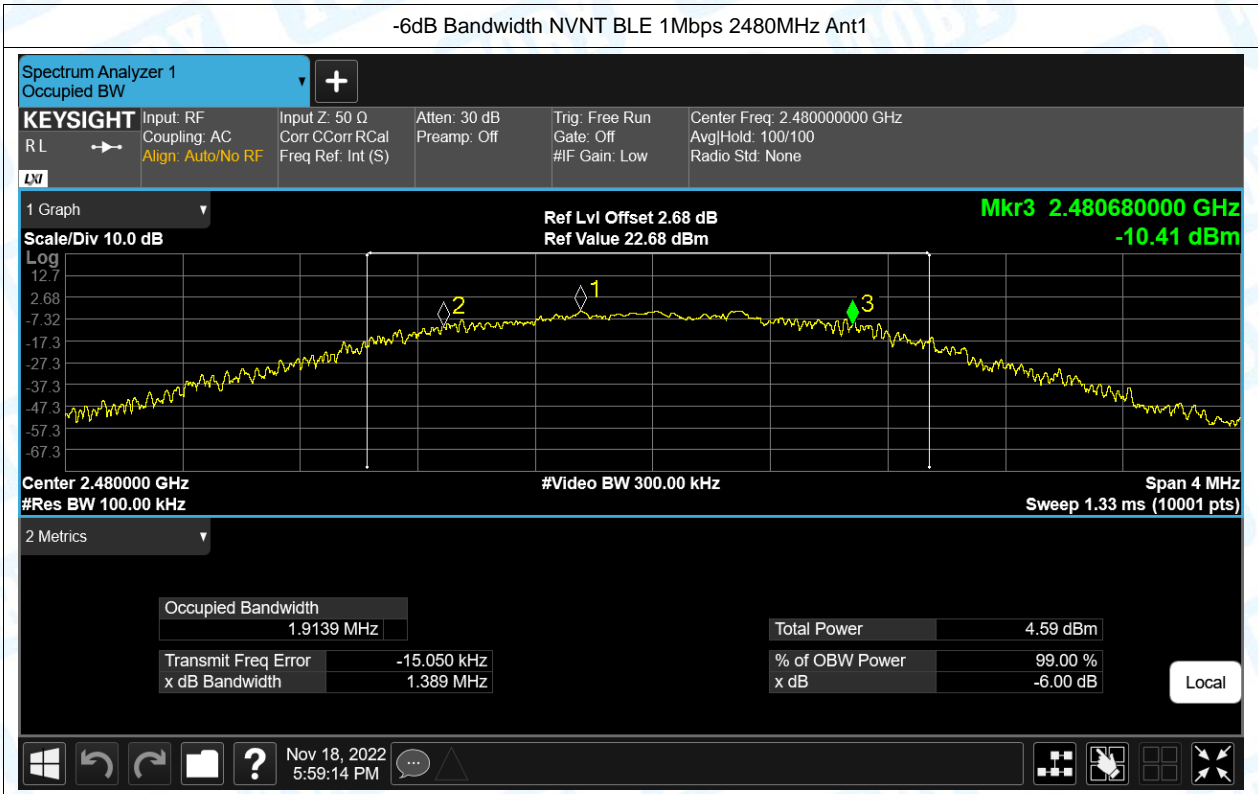 -6dB Bandwidth NVNT BLE 1Mbps 2480MHz Ant1
Spectrum Analyzer 1
Occupied BW
KEYSIGHT
RL
LXI
Input: RF
Coupling: AC
Align: Auto/No RF
Input Z: 50 Ω
Corr CCorr RCal
Freq Ref: Int (S)
Atten: 30 dB
Preamp: Off
Trig: Free Run
Gate: Off
#IF Gain: Low
Center Freq: 2.480000000 GHz
Avg|Hold: 100/100
Radio Std: None
1 Graph
Scale/Div 10.0 dB
Ref Lvl Offset 2.68 dB
Ref Value 22.68 dBm
Mkr3 2.480680000 GHz
-10.41 dBm
Log
12.7
2.68
-7.32
-17.3
-27.3
-37.3
-47.3
-57.3
-67.3
2
1
3
Center 2.480000 GHz
#Video BW 300.00 kHz
Span 4 MHz
#Res BW 100.00 kHz
Sweep 1.33 ms (10001 pts)
2 Metrics
Occupied Bandwidth
1.9139 MHz
Total Power 4.59 dBm
Transmit Freq Error -15.050 kHz
% of OBW Power 99.00 %
x dB Bandwidth 1.389 MHz
x dB -6.00 dB
Local
?
Nov 18, 2022
5:59:14 PM